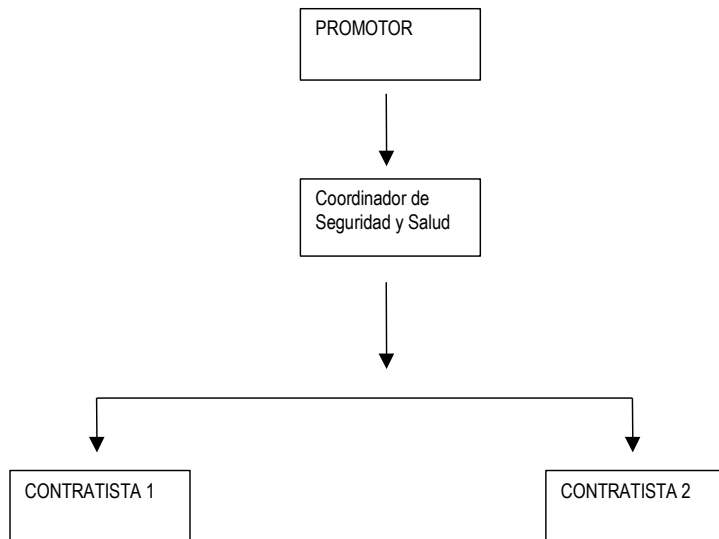 PROMOTOR
Coordinador de
Seguridad y Salud
CONTRATISTA 1
CONTRATISTA 2